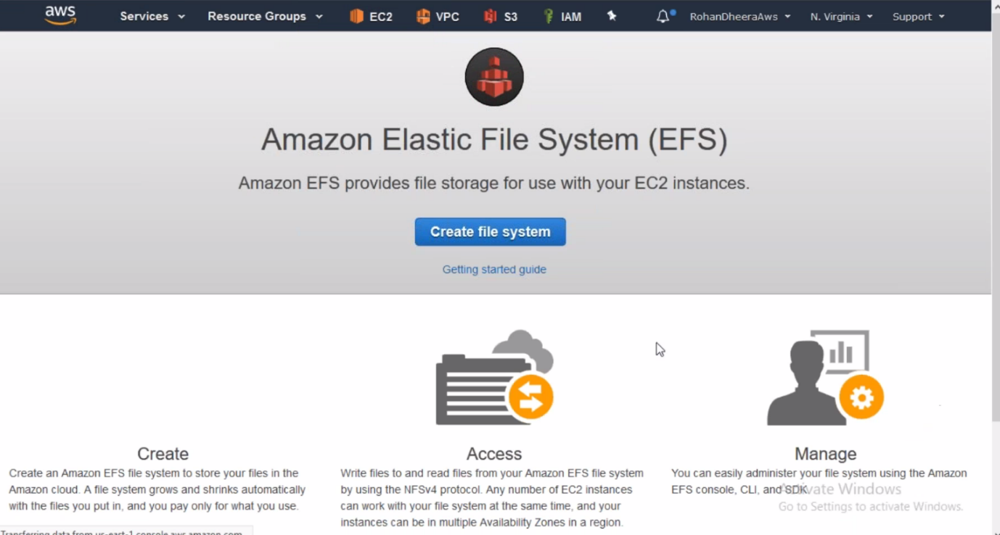 aws Services Resource Groups EC2 VPC S3 IAM RohanDheeraAws N. Virginia Support
Amazon Elastic File System (EFS)
Amazon EFS provides file storage for use with your EC2 instances.
Create file system
Getting started guide
Create
Create an Amazon EFS file system to store your files in the
Amazon cloud. A file system grows and shrinks automatically
with the files you put in, and you pay only for what you use.
Access
Write files to and read files from your Amazon EFS file system
by using the NFSv4 protocol. Any number of EC2 instances
can work with your file system at the same time, and your
instances can be in multiple Availability Zones in a region.
Manage
You can easily administer your file system using the Amazon
EFS console, CLI, and SDK.
Activate Windows
Go to Settings to activate Windows.
Transferring data from us-east-1.console.aws.amazon.com